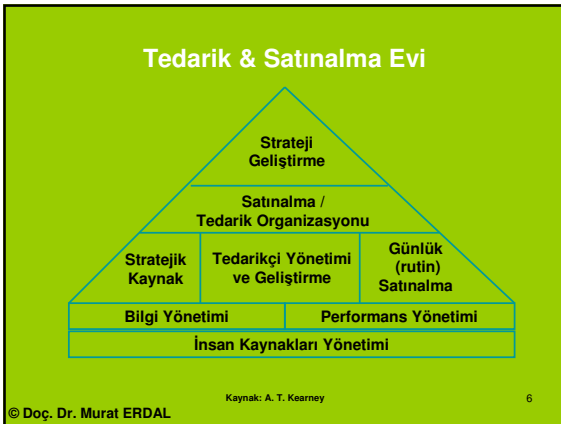 Tedarik & Satınalma Evi
Strateji
Geliştirme
Satınalma /
Tedarik Organizasyonu
Stratejik
Kaynak
Tedarikçi Yönetimi
ve Geliştirme
Günlük
(rutin)
Satınalma
Bilgi Yönetimi
Performans Yönetimi
İnsan Kaynakları Yönetimi
Kaynak: A. T. Kearney
6
© Doç. Dr. Murat ERDAL